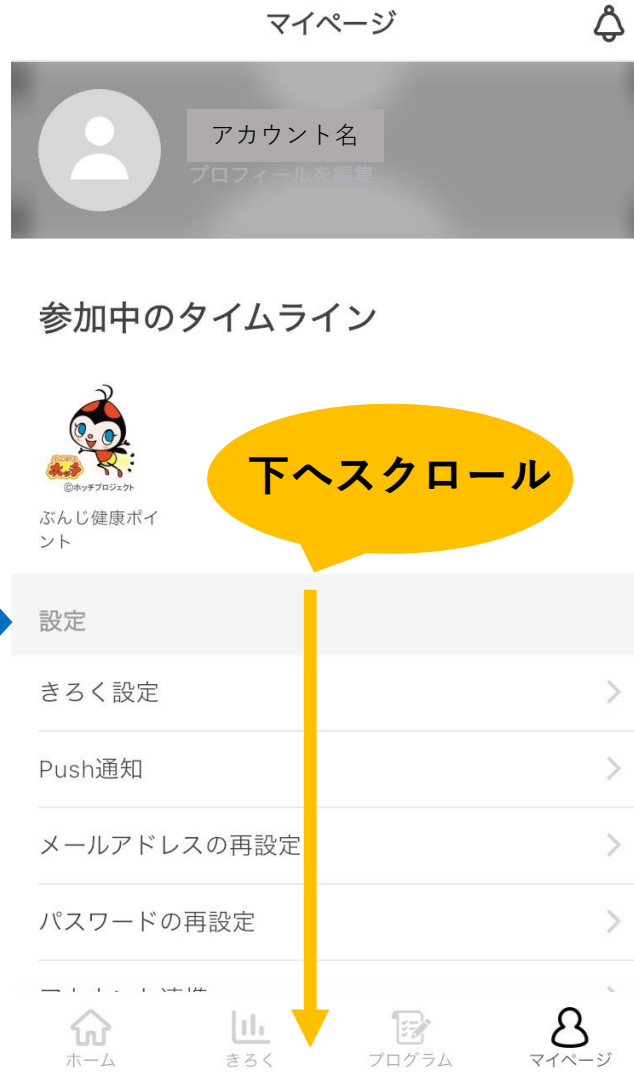 マイページ
アカウント名
プロフィールを編集
参加中のタイムライン
ホッチ
©ホッチプロジェクト
ぶんじ健康ポイ
ント
下へスクロール
設定
きろく設定
Push通知
メールアドレスの再設定
パスワードの再設定
ホーム
きろく
プログラム
マイページ